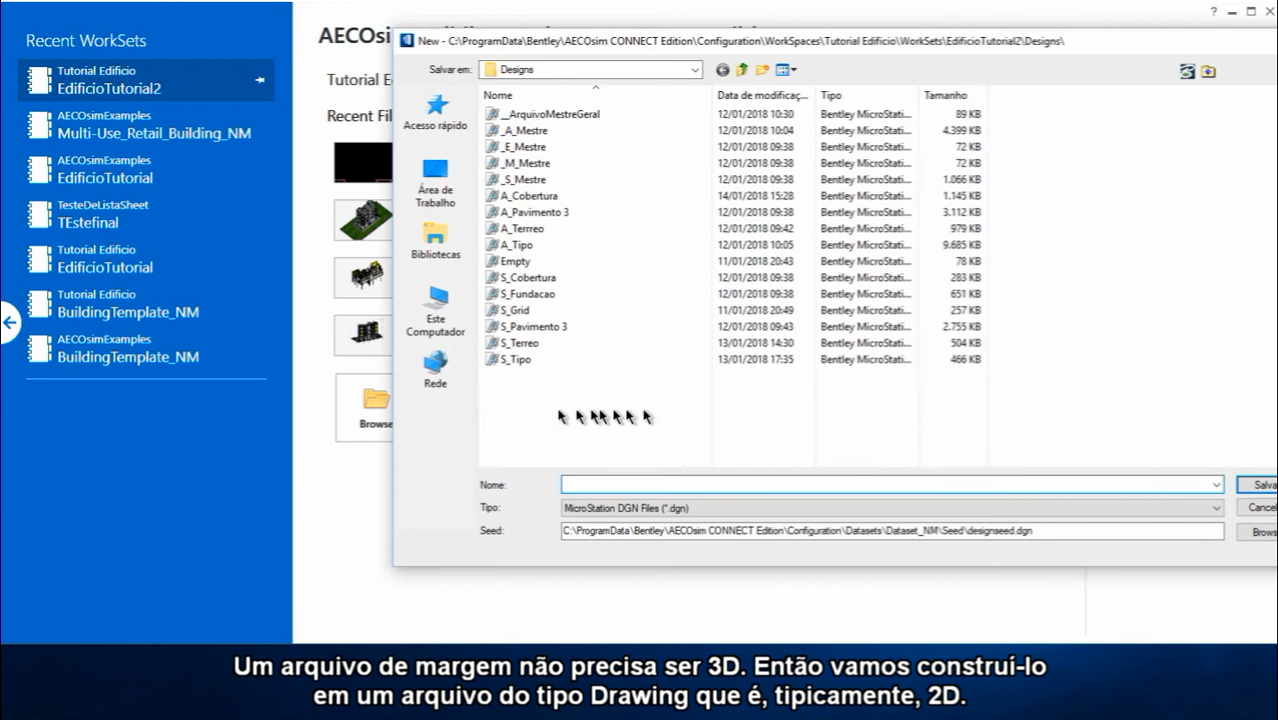 Recent WorkSets
Tutorial Edificio
EdificioTutorial2
AECOsimExamples
Multi-Use_Retail_Building_NM
AECOsimExamples
EdificioTutorial
TesteDeListaSheet
TEstefinal
Tutorial Edificio
EdificioTutorial
Tutorial Edificio
BuildingTemplate_NM
AECOsimExamples
BuildingTemplate_NM
AECOsi
Tutorial E
Recent Fil
Browse
New - C:\ProgramData\Bentley\AECOsim CONNECT Edition\Configuration\WorkSpaces\Tutorial Edificio\WorkSets\EdificioTutorial2\Designs\
Salvar em: Designs
Acesso rápido
Área de Trabalho
Bibliotecas
Este Computador
Rede
Nome Data de modificaç... Tipo Tamanho
__ArquivoMestreGeral 12/01/2018 10:30 Bentley MicroStati... 89 KB
_A_Mestre 12/01/2018 10:04 Bentley MicroStati... 4.399 KB
_E_Mestre 12/01/2018 09:38 Bentley MicroStati... 72 KB
_M_Mestre 12/01/2018 09:38 Bentley MicroStati... 72 KB
_S_Mestre 12/01/2018 09:38 Bentley MicroStati... 1.066 KB
A_Cobertura 14/01/2018 15:28 Bentley MicroStati... 1.145 KB
A_Pavimento 3 12/01/2018 09:38 Bentley MicroStati... 3.112 KB
A_Terrreo 12/01/2018 09:42 Bentley MicroStati... 979 KB
A_Tipo 12/01/2018 10:05 Bentley MicroStati... 9.685 KB
Empty 11/01/2018 20:43 Bentley MicroStati... 78 KB
S_Cobertura 12/01/2018 09:38 Bentley MicroStati... 283 KB
S_Fundacao 12/01/2018 09:38 Bentley MicroStati... 651 KB
S_Grid 11/01/2018 20:49 Bentley MicroStati... 257 KB
S_Pavimento 3 12/01/2018 09:43 Bentley MicroStati... 2.755 KB
S_Terreo 13/01/2018 14:30 Bentley MicroStati... 504 KB
S_Tipo 13/01/2018 17:35 Bentley MicroStati... 466 KB
Nome: Salva
Tipo: MicroStation DGN Files (*.dgn) Cancel
Seed: C:\ProgramData\Bentley\AECOsim CONNECT Edition\Configuration\Datasets\Dataset_NM\Seed\designseed.dgn Brows
Um arquivo de margem não precisa ser 3D. Então vamos construí-lo
em um arquivo do tipo Drawing que é, tipicamente, 2D.